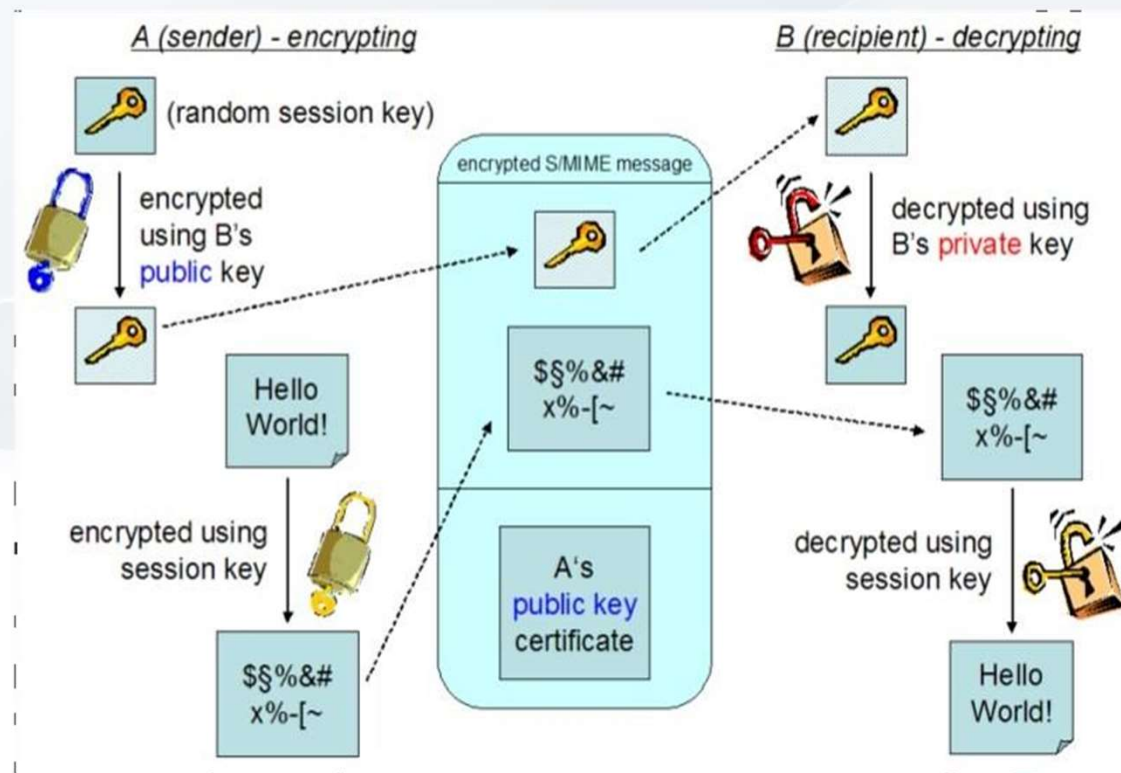 A (sender) - encrypting
B (recipient) - decrypting
(random session key)
encrypted
using B's
public key
encrypted S/MIME message
decrypted using
B's private key
Hello
World!
$§%&#
x%-[~
$§%&#
x%-[~
encrypted using
session key
A's
public key
certificate
decrypted using
session key
$§%&#
x%-[~
Hello
World!